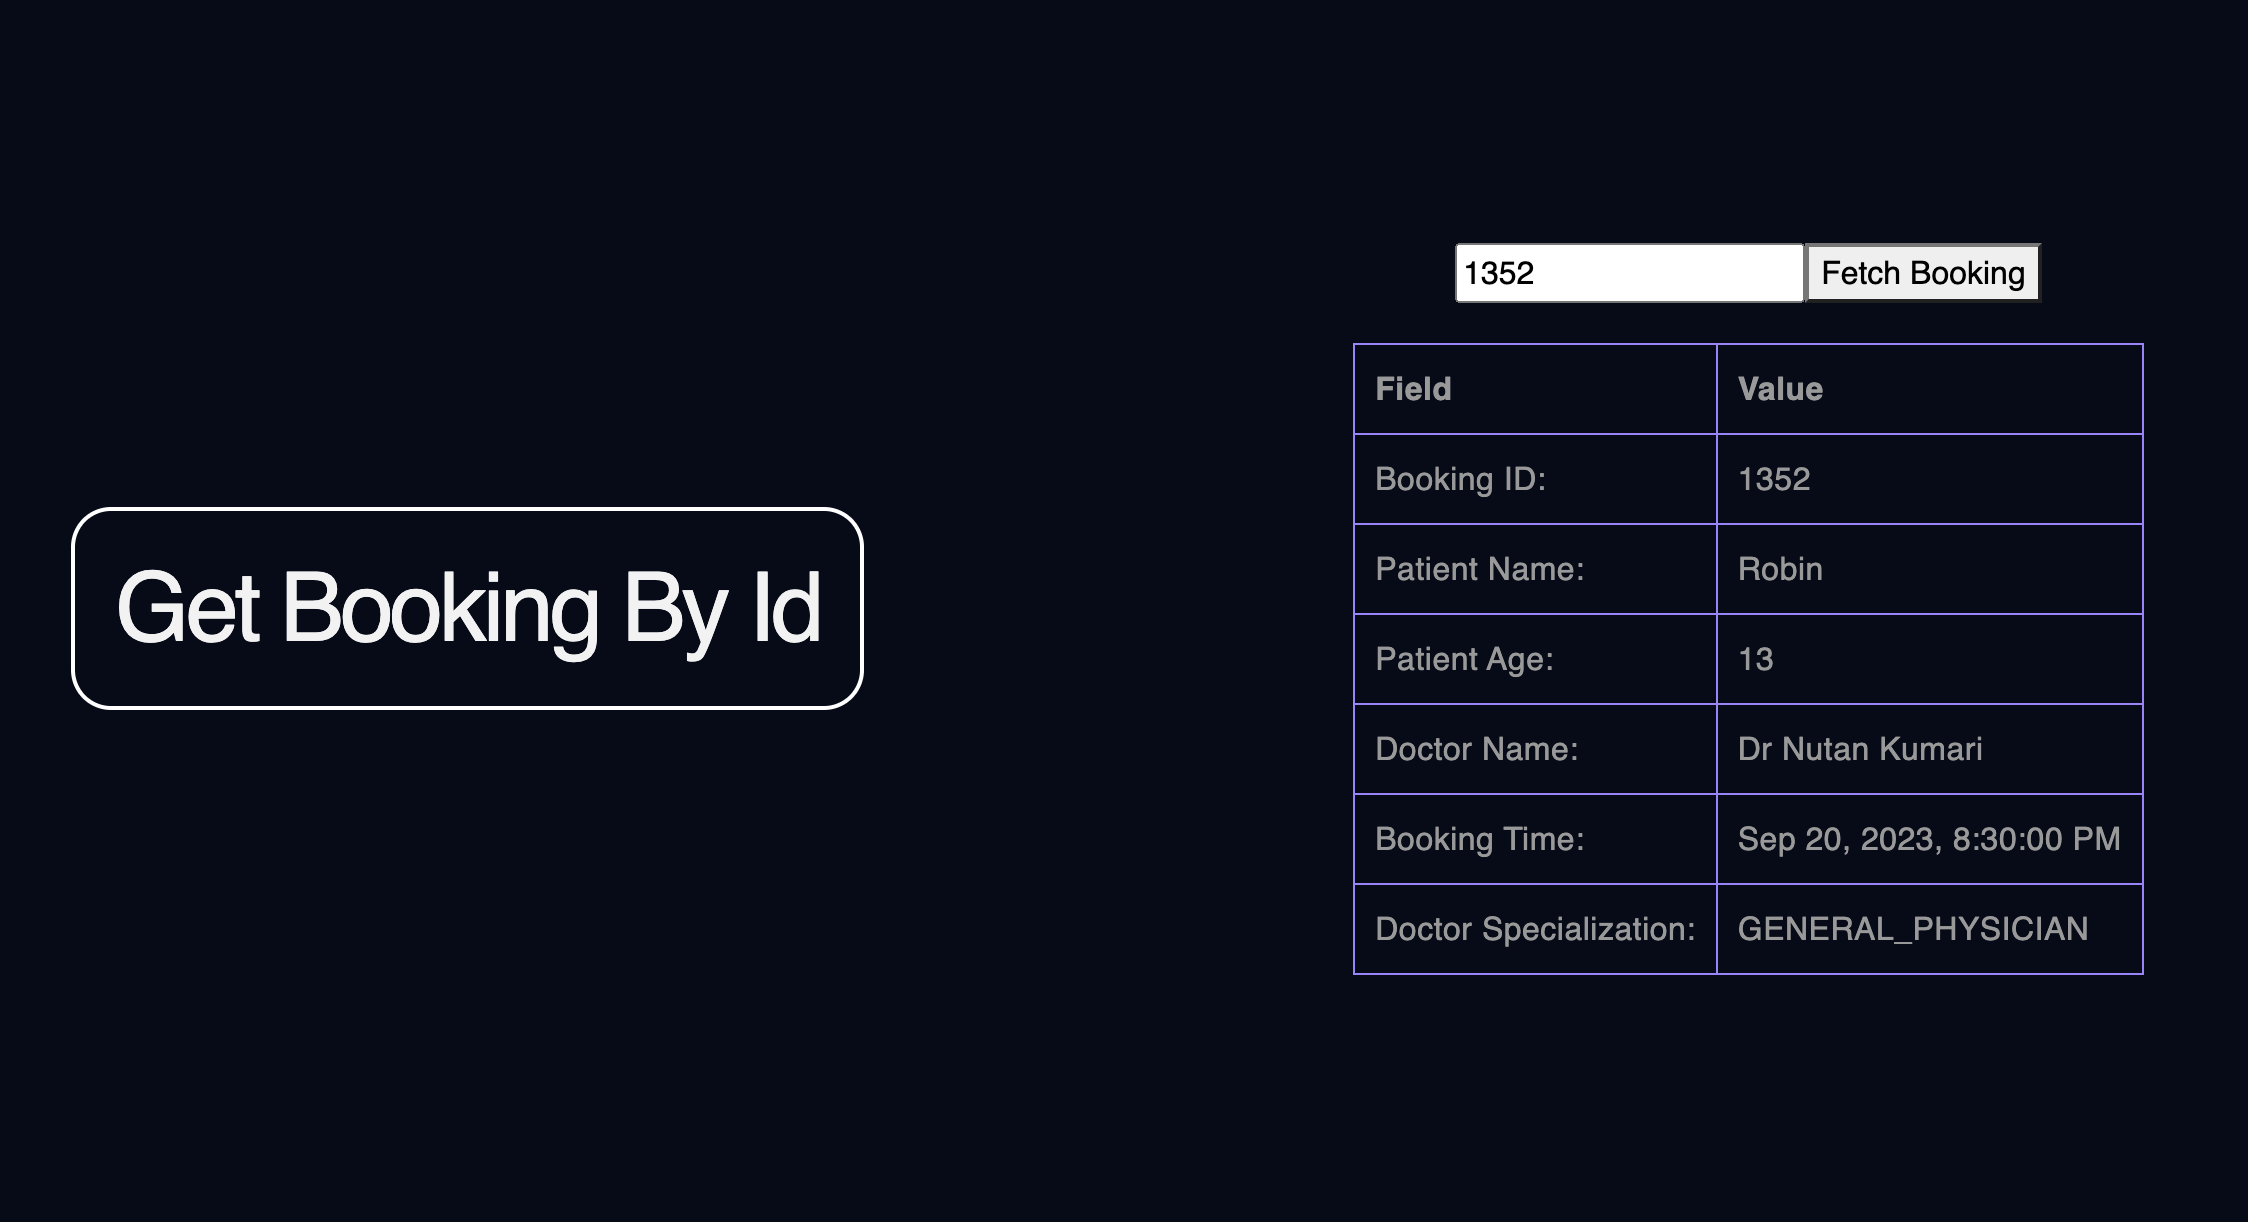 Get Booking By Id
1352 Fetch Booking
Field Value
Booking ID: 1352
Patient Name: Robin
Patient Age: 13
Doctor Name: Dr Nutan Kumari
Booking Time: Sep 20, 2023, 8:30:00 PM
Doctor Specialization: GENERAL_PHYSICIAN